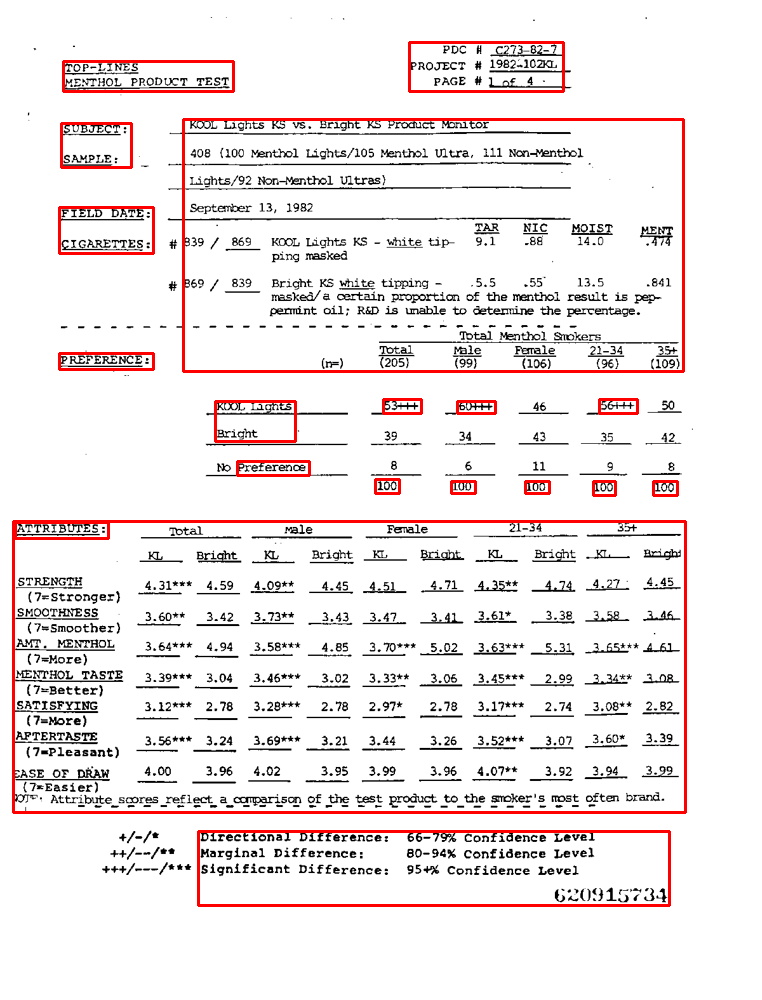 PDC # C273-82-7
TOP-LINES PROJECT # 1982-102KL
MENTHOL PRODUCT TEST PAGE # 1 of 4
SUBJECT: KOOL Lights KS vs. Bright KS Product Monitor
SAMPLE: 408 (100 Menthol Lights/105 Menthol Ultra, 111 Non-Menthol
Lights/92 Non-Menthol Ultras)
FIELD DATE: September 13, 1982
TAR NIC MOIST MENT
CIGARETTES: # 839 / 869 KOOL Lights KS - white tip- 9.1 .88 14.0 .474
ping masked
# 869 / 839 Bright KS white tipping - 5.5 .55 13.5 .841
masked/a certain proportion of the menthol result is pep-
permint oil; R&D is unable to determine the percentage.
Total Menthol Smokers
Total Male Female 21-34 35+
PREFERENCE: (n=) (205) (99) (106) (96) (109)
KOOL Lights 53+++ 60+++ 46 56+++ 50
Bright 39 34 43 35 42
No Preference 8 6 11 9 8
100 100 100 100 100
ATTRIBUTES: Total Male Female 21-34 35+
KL Bright KL Bright KL Bright KL Bright KL Bright
STRENGTH 4.31*** 4.59 4.09** 4.45 4.51 4.71 4.35** 4.74 4.27 4.45
(7=Stronger)
SMOOTHNESS 3.60** 3.42 3.73** 3.43 3.47 3.41 3.61* 3.38 3.58 3.46
(7=Smoother)
AMT. MENTHOL 3.64*** 4.94 3.58*** 4.85 3.70*** 5.02 3.63*** 5.31 3.65*** 4.61
(7=More)
MENTHOL TASTE 3.39*** 3.04 3.46*** 3.02 3.33** 3.06 3.45*** 2.99 3.34** 3.08
(7=Better)
SATISFYING 3.12*** 2.78 3.28*** 2.78 2.97* 2.78 3.17*** 2.74 3.08** 2.82
(7=More)
AFTERTASTE 3.56*** 3.24 3.69*** 3.21 3.44 3.26 3.52*** 3.07 3.60* 3.39
(7=Pleasant)
EASE OF DRAW 4.00 3.96 4.02 3.95 3.99 3.96 4.07** 3.92 3.94 3.99
(7=Easier)
NOTE: Attribute scores reflect a comparison of the test product to the smoker's most often brand.
+/-/* Directional Difference: 66-79% Confidence Level
++/--/** Marginal Difference: 80-94% Confidence Level
+++/---/*** Significant Difference: 95+% Confidence Level
620915734